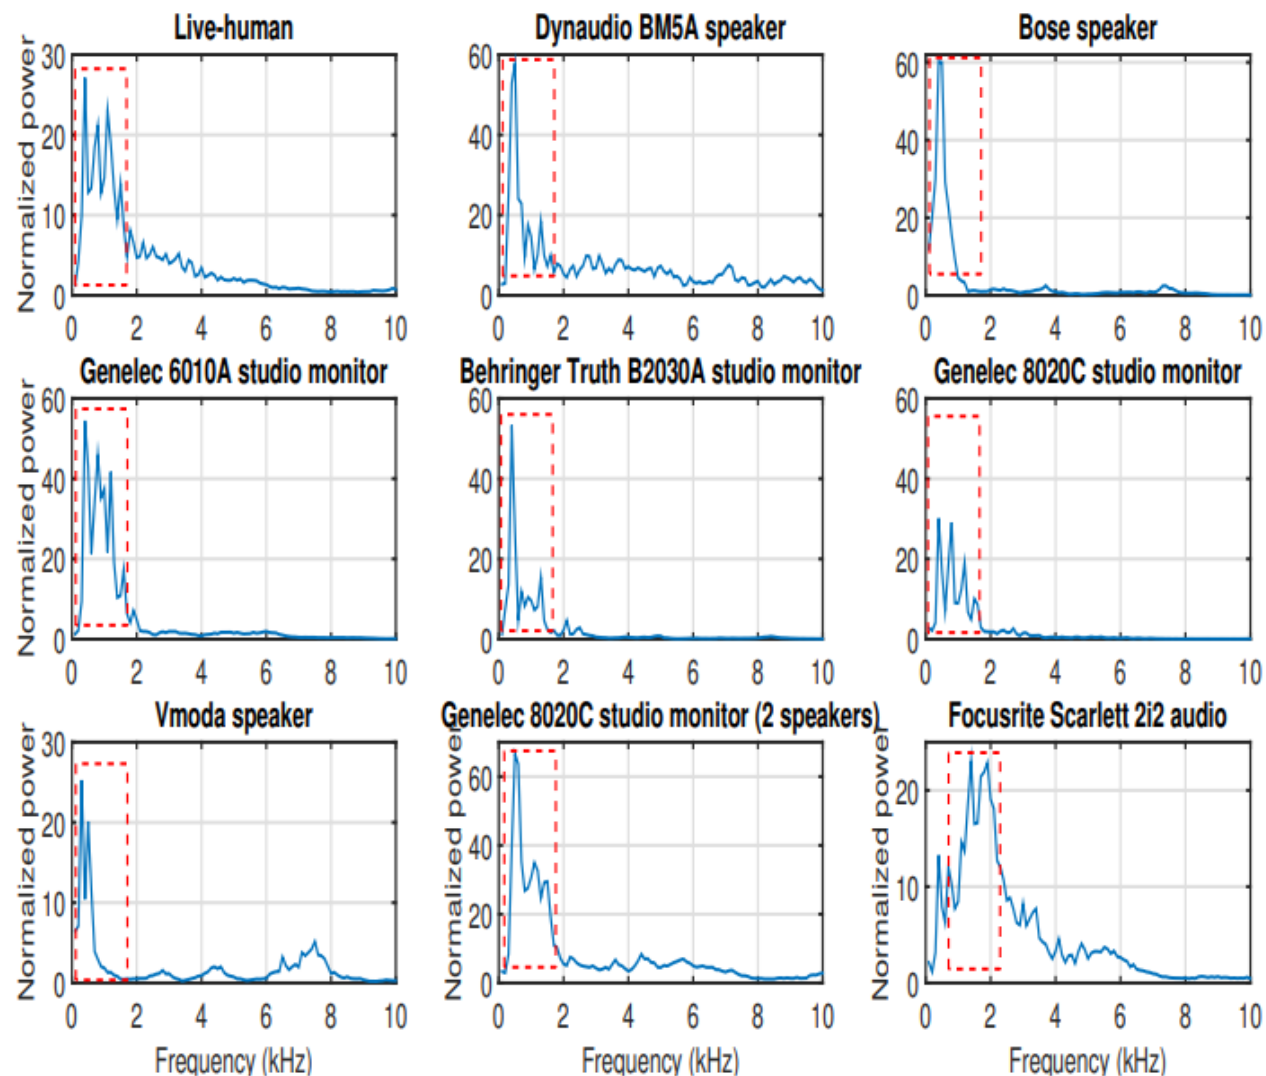 Live-human
Dynaudio BM5A speaker
Bose speaker
Normalized power
30
20
10
0
0 2 4 6 8 10
60
40
20
0
0 2 4 6 8 10
60
40
20
0
0 2 4 6 8 10
Genelec 6010A studio monitor
Behringer Truth B2030A studio monitor
Genelec 8020C studio monitor
Normalized power
60
40
20
0
0 2 4 6 8 10
60
40
20
0
0 2 4 6 8 10
60
40
20
0
0 2 4 6 8 10
Vmoda speaker
Genelec 8020C studio monitor (2 speakers)
Focusrite Scarlett 2i2 audio
Normalized power
30
20
10
0
0 2 4 6 8 10
Frequency (kHz)
Normalized power
60
40
20
0
0 2 4 6 8 10
Frequency (kHz)
Normalized power
20
10
0
0 2 4 6 8 10
Frequency (kHz)